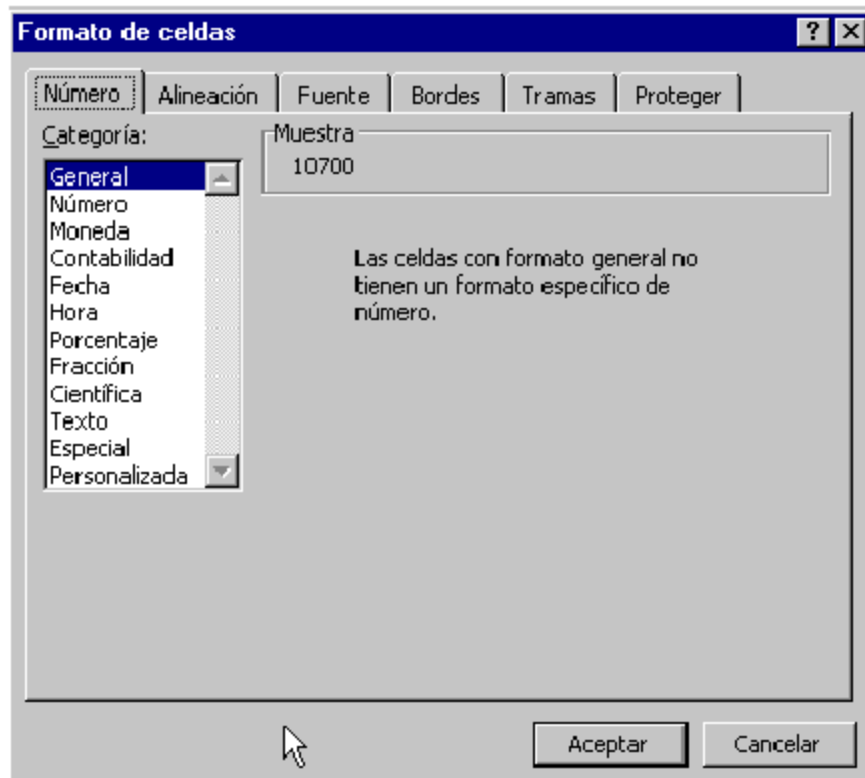 Formato de celdas
Número Alineación Fuente Bordes Tramas Proteger
Categoría:
General
Número
Moneda
Contabilidad
Fecha
Hora
Porcentaje
Fracción
Científica
Texto
Especial
Personalizada
Muestra
10700
Las celdas con formato general no
tienen un formato específico de
número.
Aceptar Cancelar